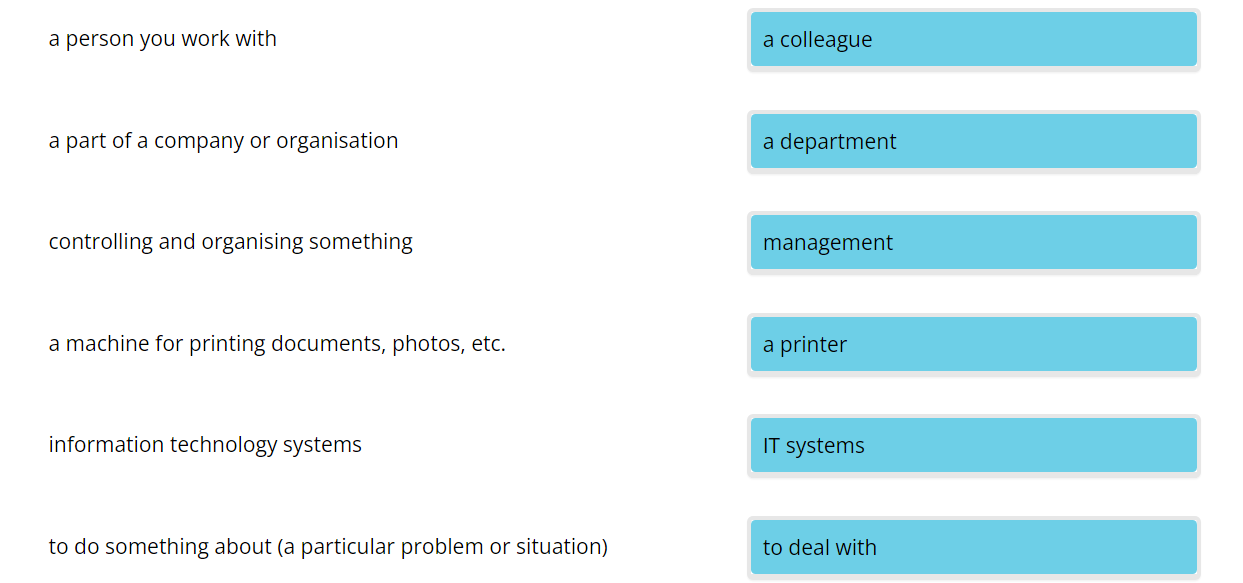 a person you work with
a colleague
a part of a company or organisation
a department
controlling and organising something
management
a machine for printing documents, photos, etc.
a printer
information technology systems
IT systems
to do something about (a particular problem or situation)
to deal with